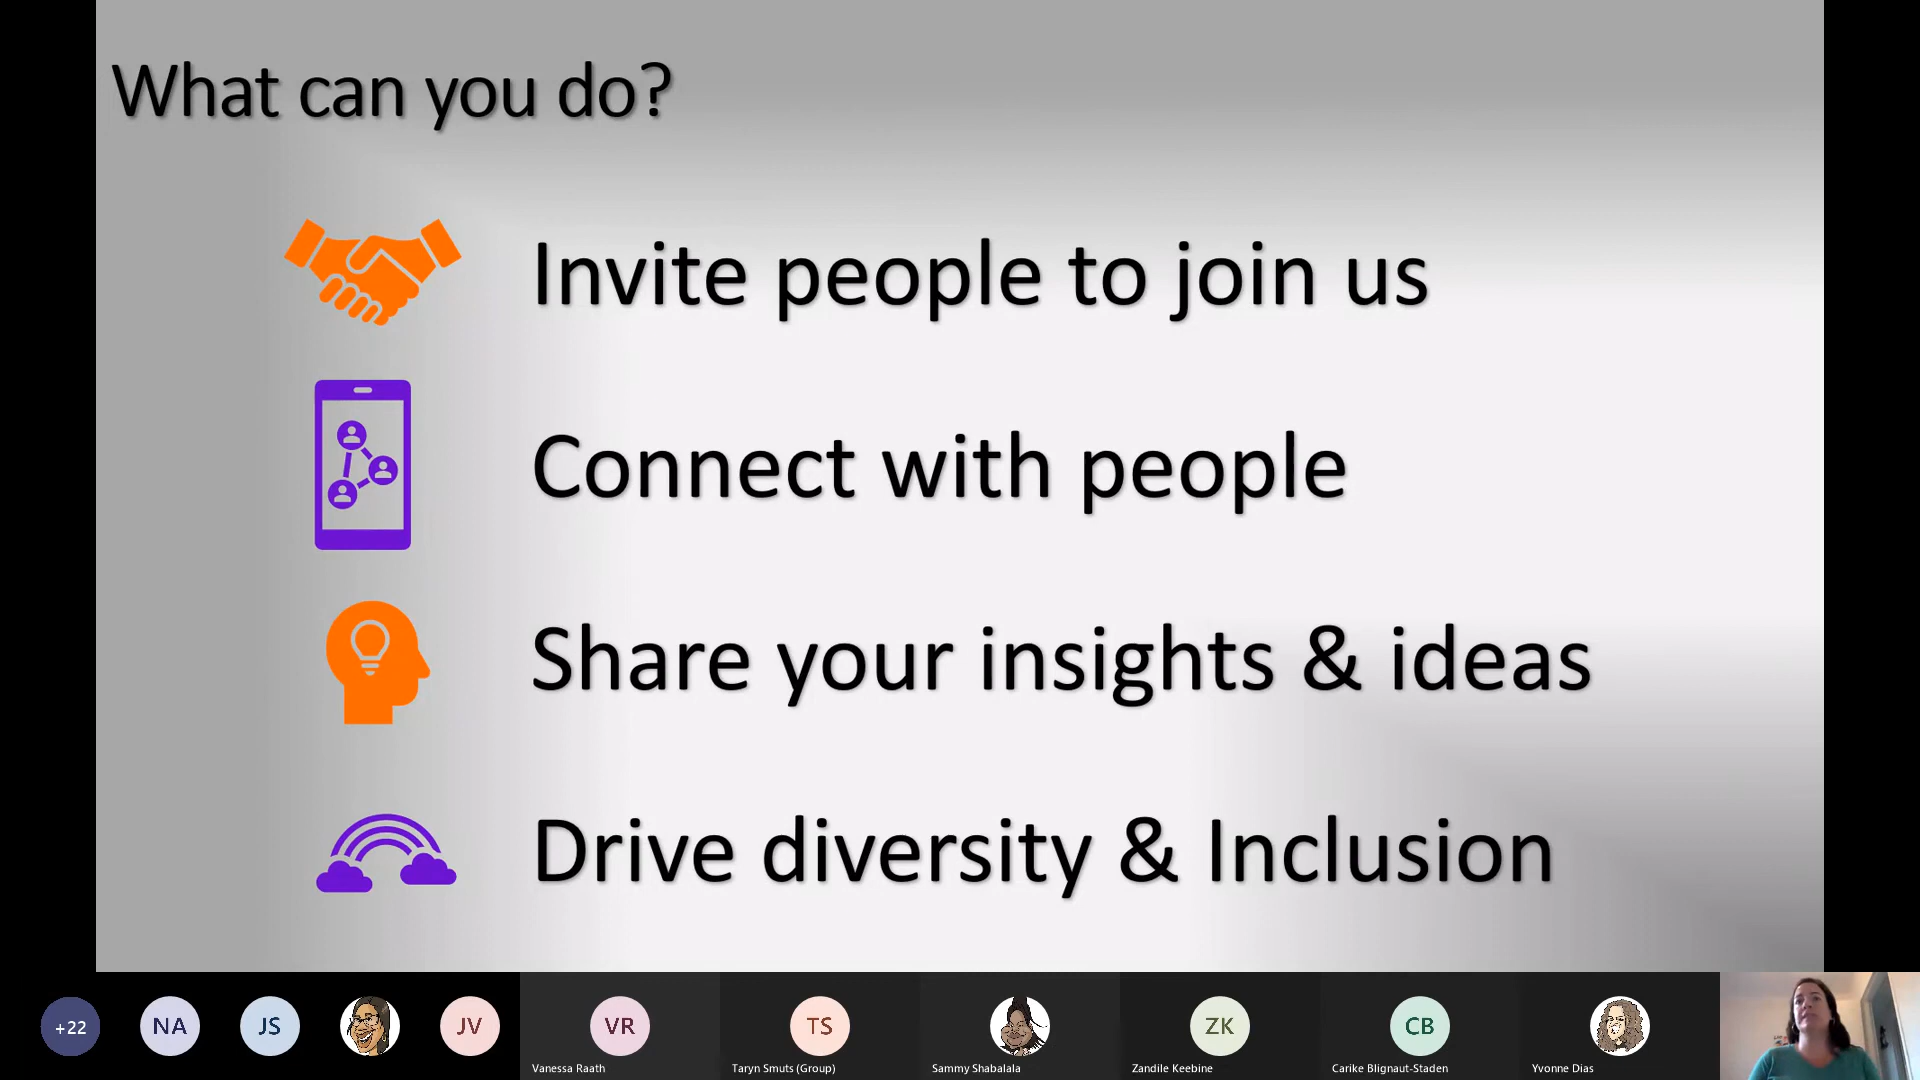 What can you do?
Invite people to join us
Connect with people
Share your insights & ideas
Drive diversity & Inclusion
+22
NA
JS
JV
VR
TS
ZK
CB
Vanessa Raath
Taryn Smuts (Group)
Sammy Shabalala
Zandile Keebine
Carike Blignaut-Staden
Yvonne Dias